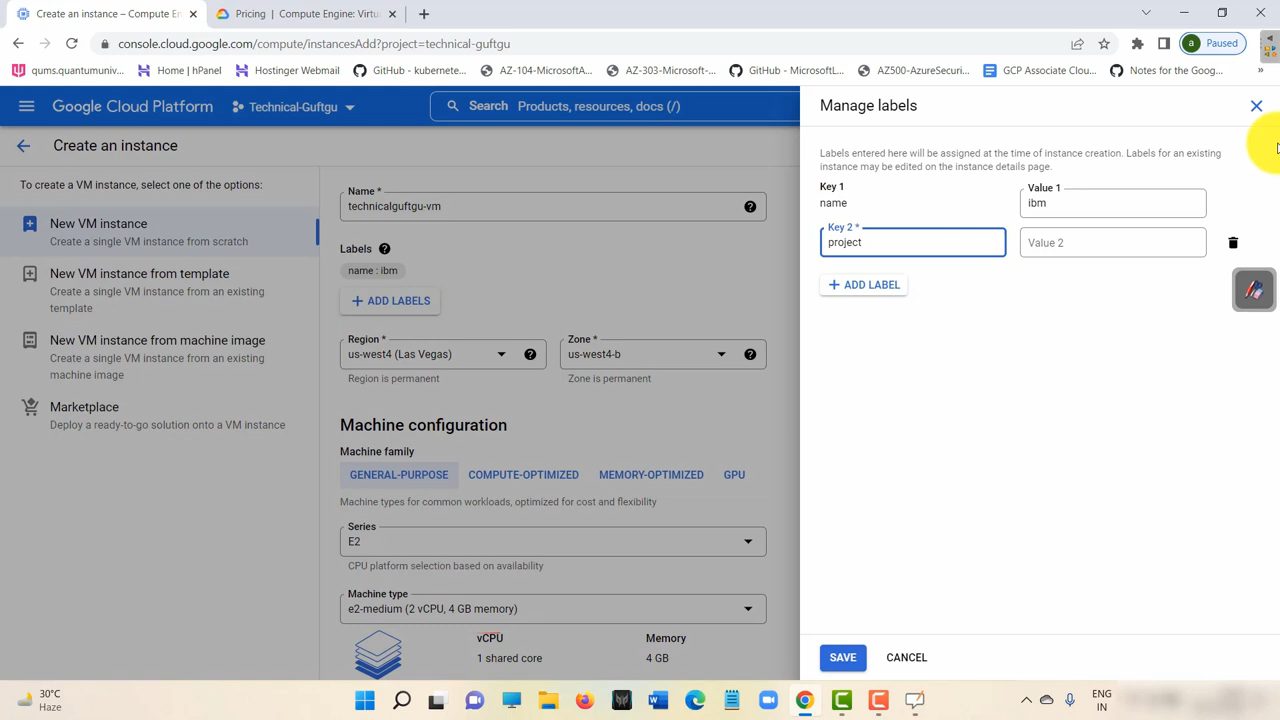 Create an instance – Compute En
Pricing | Compute Engine: Virtu
console.cloud.google.com/compute/instancesAdd?project=technical-guftgu
a
Paused
qums.quantumuniv...
Home | hPanel
Hostinger Webmail
GitHub - kubernete...
AZ-104-MicrosoftA...
AZ-303-Microsoft-...
GitHub - MicrosoftL...
AZ500-AzureSecuri...
GCP Associate Clou...
Notes for the Goog...
»
Google Cloud Platform
Technical-Guftgu
Search Products, resources, docs (/)
Create an instance
To create a VM instance, select one of the options:
New VM instance
Create a single VM instance from scratch
New VM instance from template
Create a single VM instance from an existing
template
New VM instance from machine image
Create a single VM instance from an existing
machine image
Marketplace
Deploy a ready-to-go solution onto a VM instance
Name *
technicalguftgu-vm
Labels
name : ibm
+ ADD LABELS
Region *
us-west4 (Las Vegas)
Region is permanent
Zone *
us-west4-b
Zone is permanent
Machine configuration
Machine family
GENERAL-PURPOSE
COMPUTE-OPTIMIZED
MEMORY-OPTIMIZED
GPU
Machine types for common workloads, optimized for cost and flexibility
Series
E2
CPU platform selection based on availability
Machine type
e2-medium (2 vCPU, 4 GB memory)
vCPU
1 shared core
Memory
4 GB
Manage labels
Labels entered here will be assigned at the time of instance creation. Labels for an existing
instance may be edited on the instance details page.
Key 1
name
Value 1
ibm
Key 2 *
project
Value 2
+ ADD LABEL
SAVE
CANCEL
30°C
Haze
ENG
IN